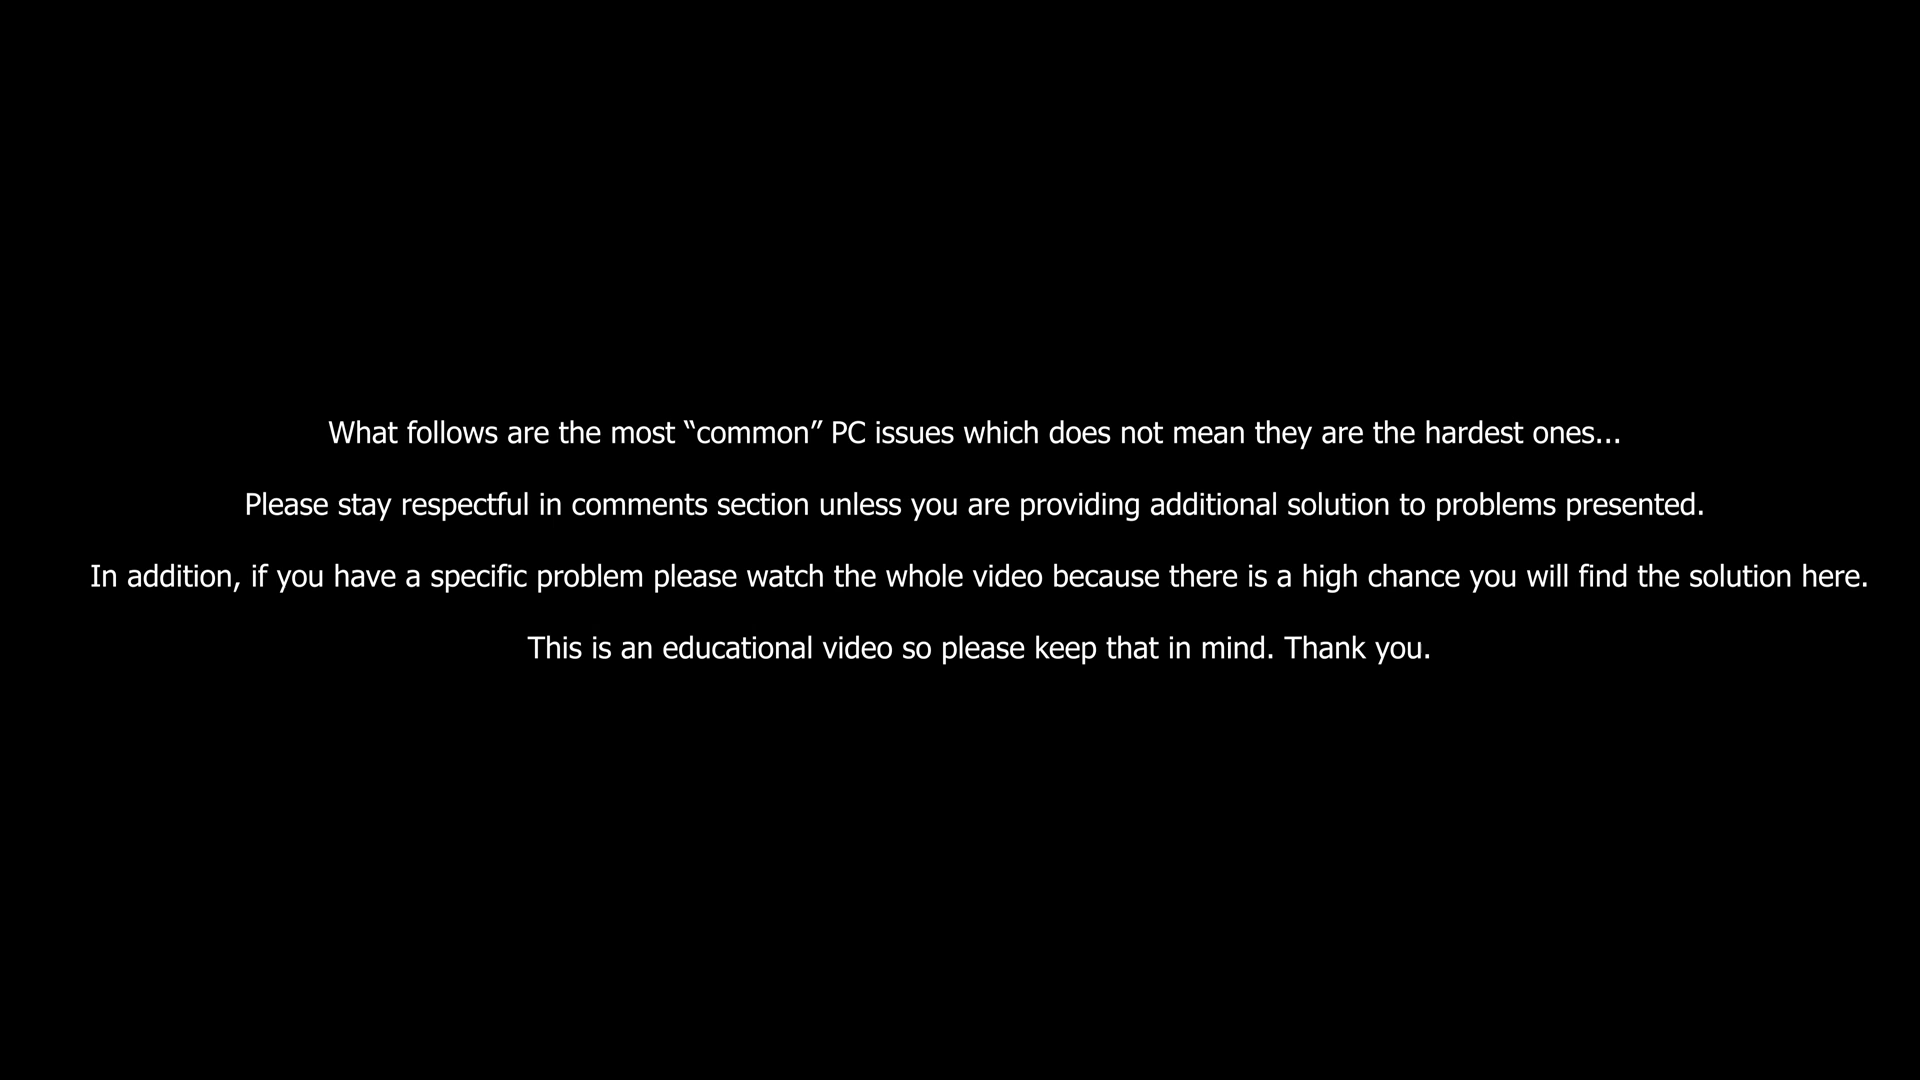 What follows are the most “common” PC issues which does not mean they are the hardest ones...
Please stay respectful in comments section unless you are providing additional solution to problems presented.
In addition, if you have a specific problem please watch the whole video because there is a high chance you will find the solution here.
This is an educational video so please keep that in mind. Thank you.